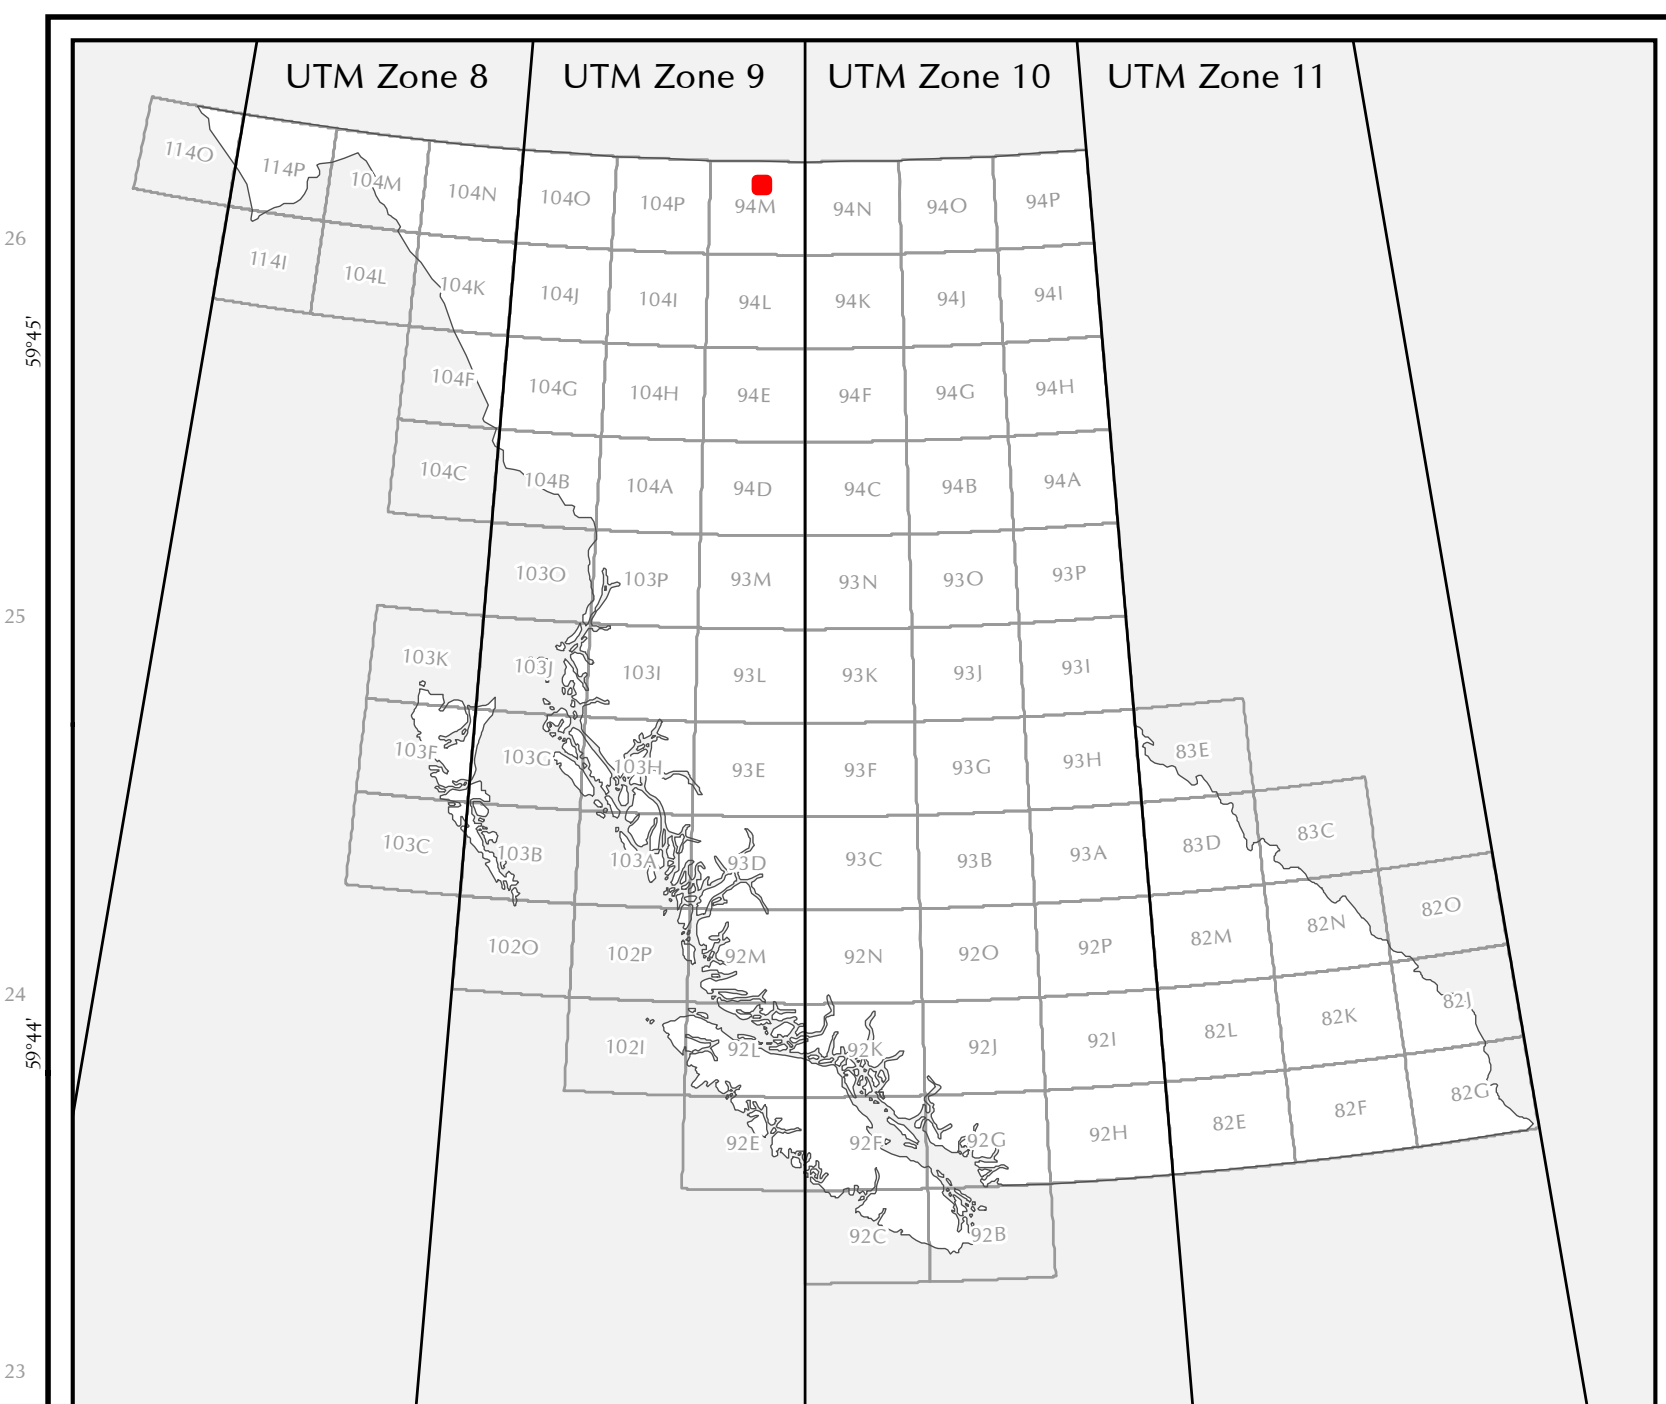 UTM Zone 8 UTM Zone 9 UTM Zone 10 UTM Zone 11
114O 114P 104M 104N 104O 104P 94M 94N 94O 94P
26
114I 104L 104K 104J 104I 94L 94K 94J 94I
59°45'
104F 104G 104H 94E 94F 94G 94H
104C 104B 104A 94D 94C 94B 94A
103O 103P 93M 93N 93O 93P
25
103K 103J 103I 93L 93K 93J 93I
103F 103G 103H 93E 93F 93G 93H 83E
103C 103B 103A 93D 93C 93B 93A 83D 83C
102O 102P 92M 92N 92O 92P 82M 82N 82O
24
59°44'
102I 92L 92K 92J 92I 82L 82K 82J
92E 92F 92G 92H 82E 82F 82G
92C 92B
23